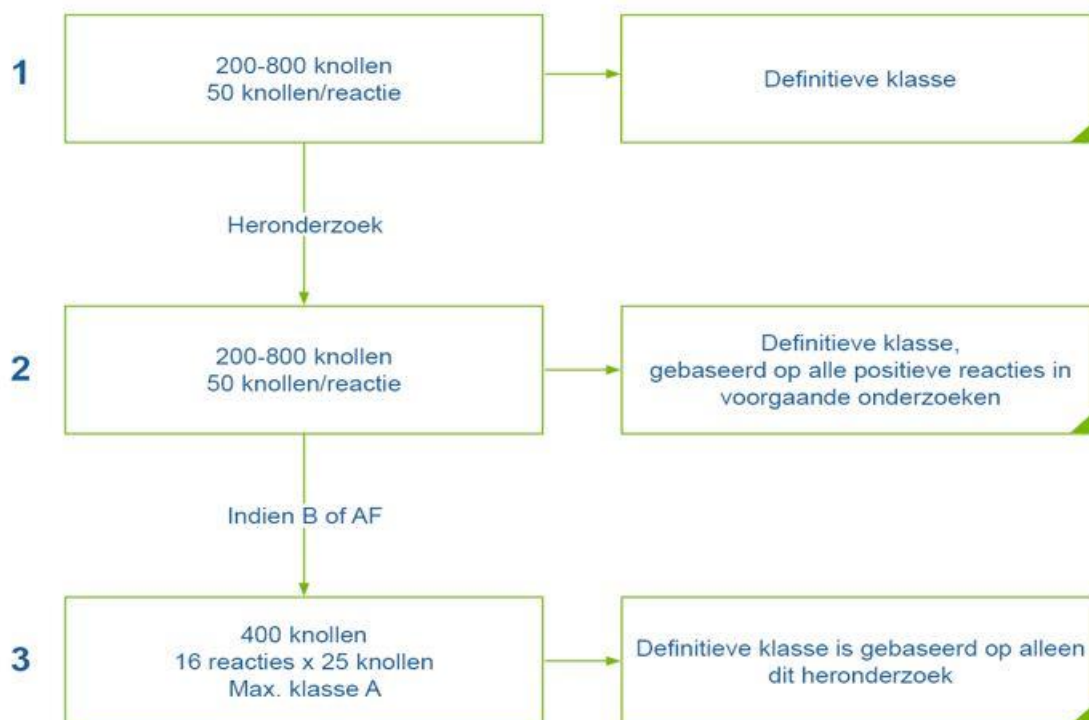 1
200-800 knollen
50 knollen/reactie
Definitieve klasse
Heronderzoek
2
200-800 knollen
50 knollen/reactie
Definitieve klasse,
gebaseerd op alle positieve reacties in
voorgaande onderzoeken
Indien B of AF
3
400 knollen
16 reacties x 25 knollen
Max. klasse A
Definitieve klasse is gebaseerd op alleen
dit heronderzoek